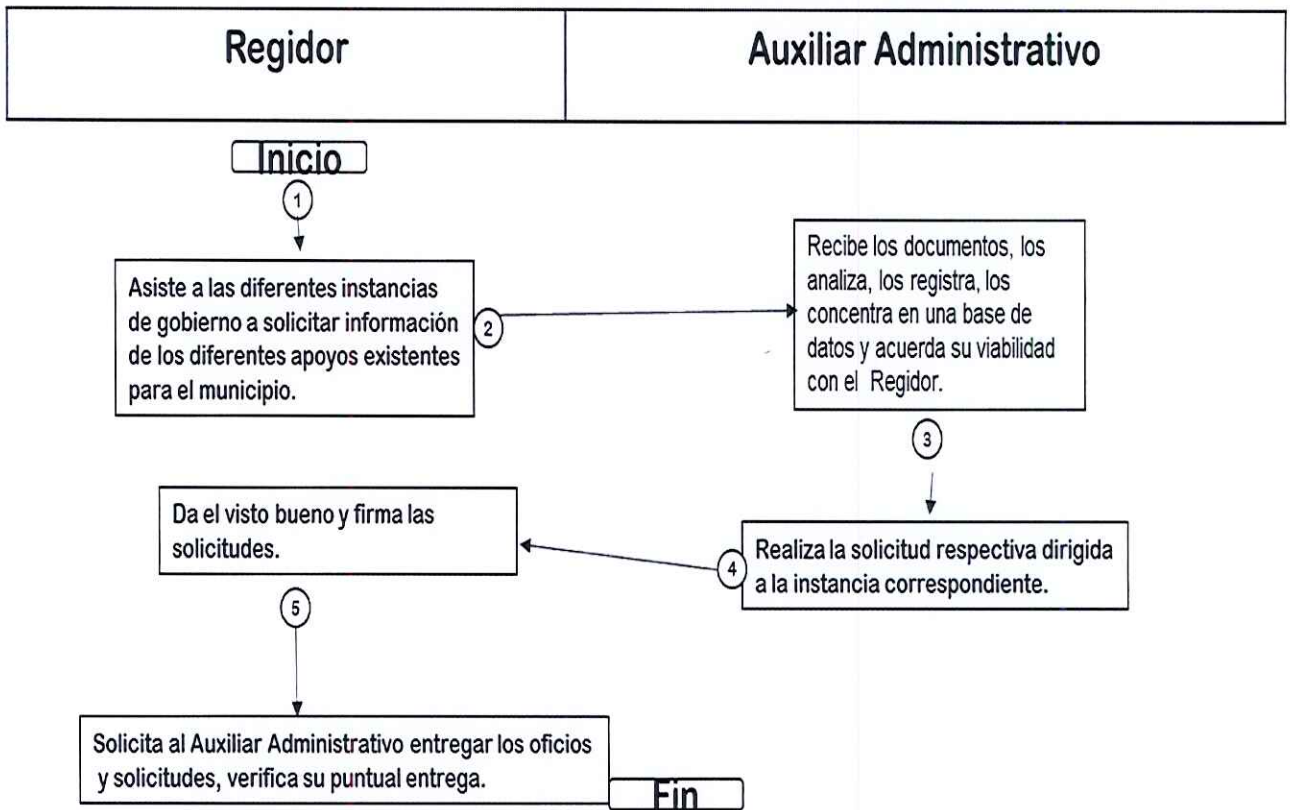 Regidor
Auxiliar Administrativo
Inicio
1
Asiste a las diferentes instancias
de gobierno a solicitar información
de los diferentes apoyos existentes
para el municipio.
2
Recibe los documentos, los
analiza, los registra, los
concentra en una base de
datos y acuerda su viabilidad
con el Regidor.
3
Realiza la solicitud respectiva dirigida
a la instancia correspondiente.
4
Da el visto bueno y firma las
solicitudes.
5
Solicita al Auxiliar Administrativo entregar los oficios
y solicitudes, verifica su puntual entrega.
Fin